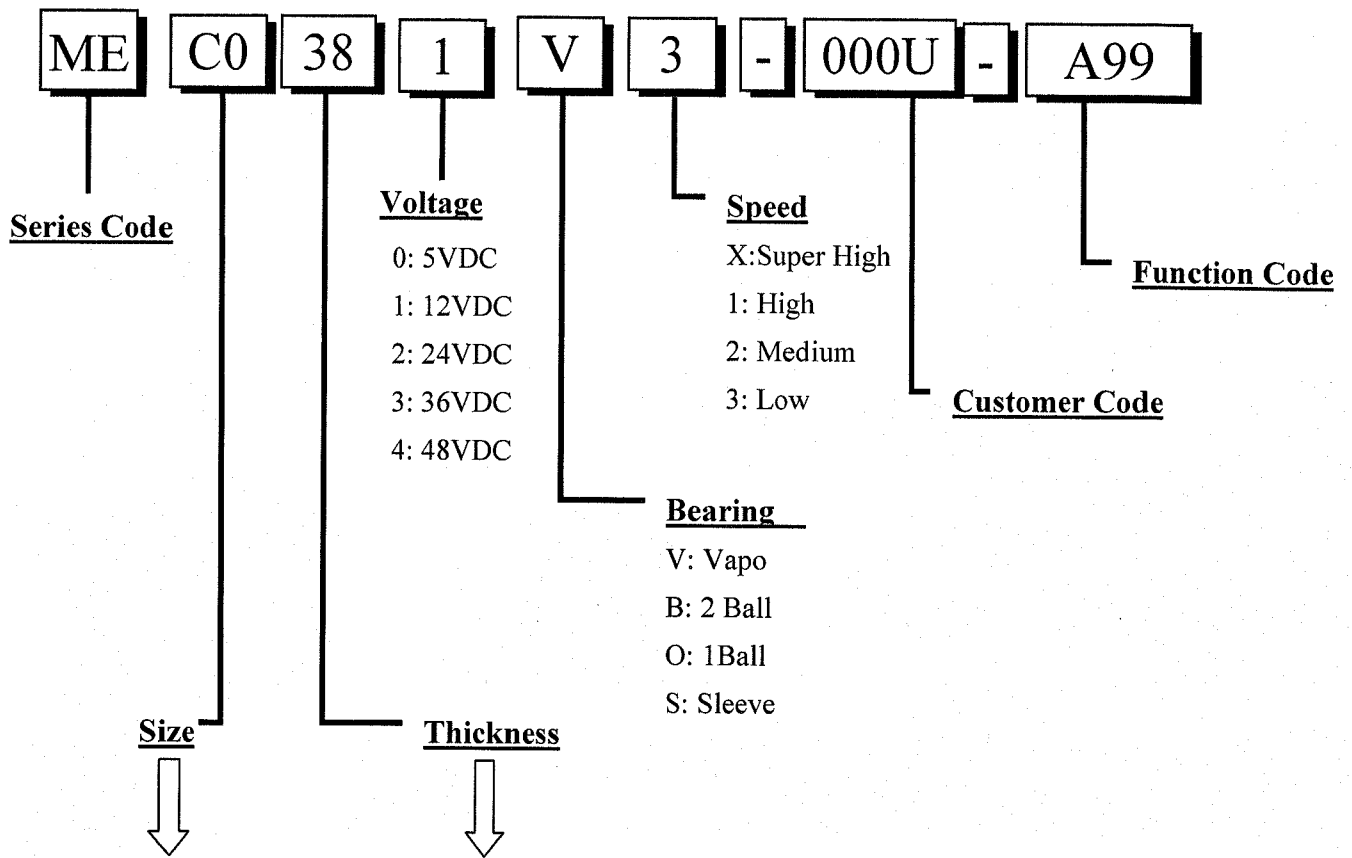 ME C0 38 1 V 3 - 000U - A99
Series Code
Voltage
0: 5VDC
1: 12VDC
2: 24VDC
3: 36VDC
4: 48VDC
Speed
X:Super High
1: High
2: Medium
3: Low
Function Code
Customer Code
Bearing
V: Vapo
B: 2 Ball
O: 1Ball
S: Sleeve
Size
Thickness